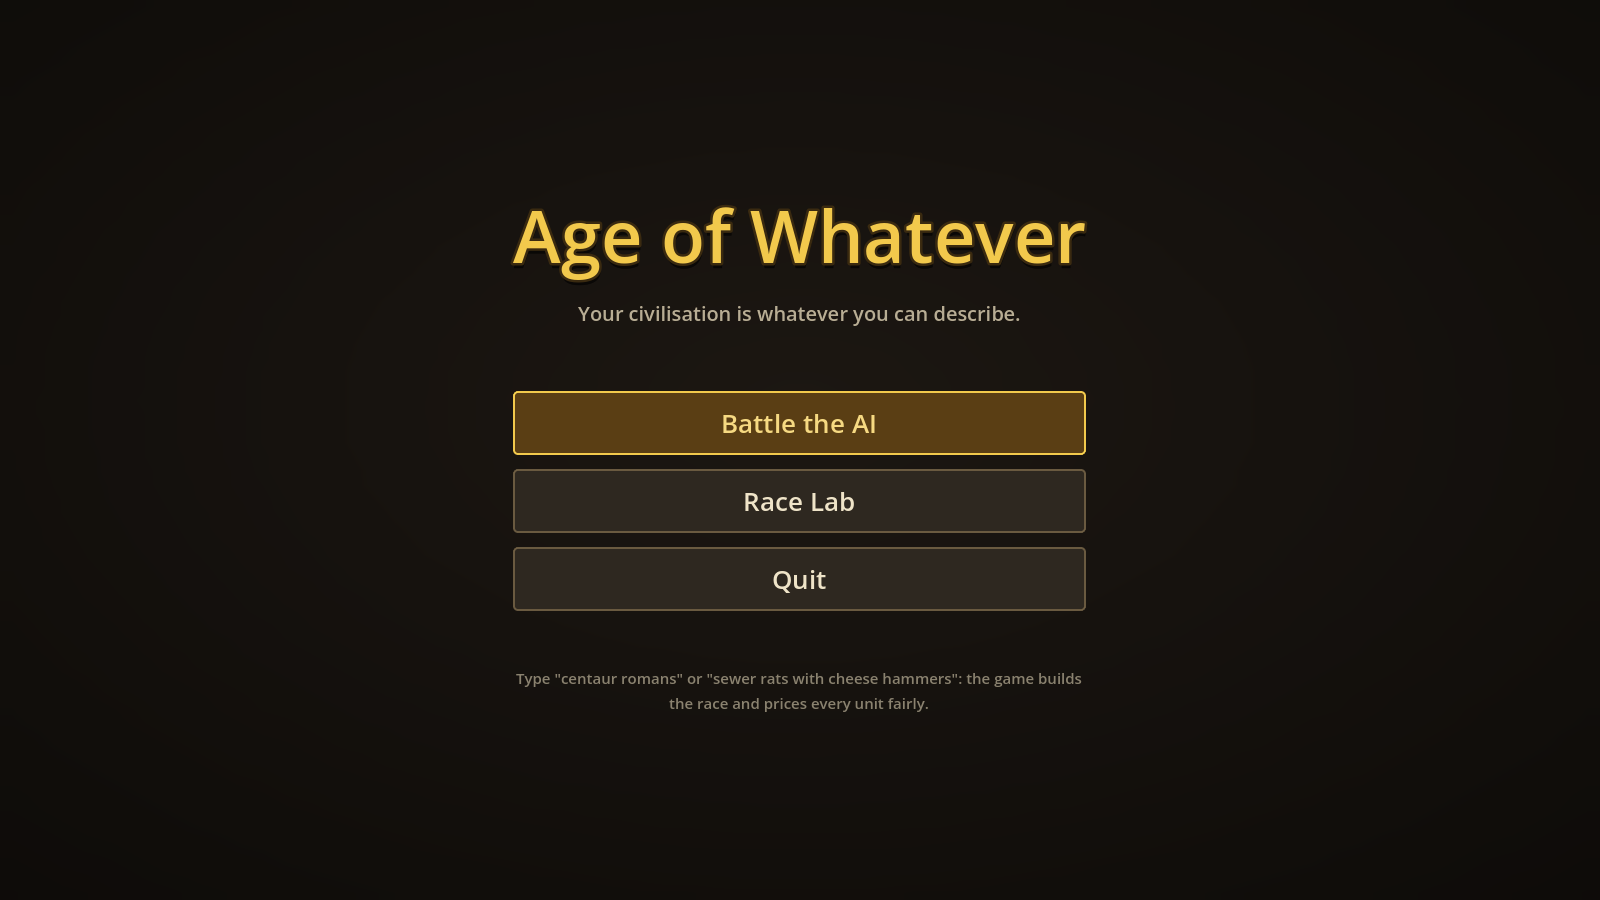 Age of Whatever
Your civilisation is whatever you can describe.
Battle the AI
Race Lab
Quit
Type "centaur romans" or "sewer rats with cheese hammers": the game builds
the race and prices every unit fairly.